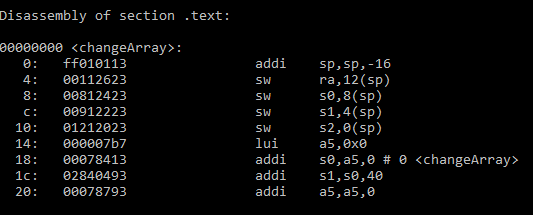 Disassembly of section .text:
00000000 <changeArray>:
0: ff010113 addi sp,sp,-16
4: 00112623 sw ra,12(sp)
8: 00812423 sw s0,8(sp)
c: 00912223 sw s1,4(sp)
10: 01212023 sw s2,0(sp)
14: 000007b7 lui a5,0x0
18: 00078413 addi s0,a5,0 # 0 <changeArray>
1c: 02840493 addi s1,s0,40
20: 00078793 addi a5,a5,0